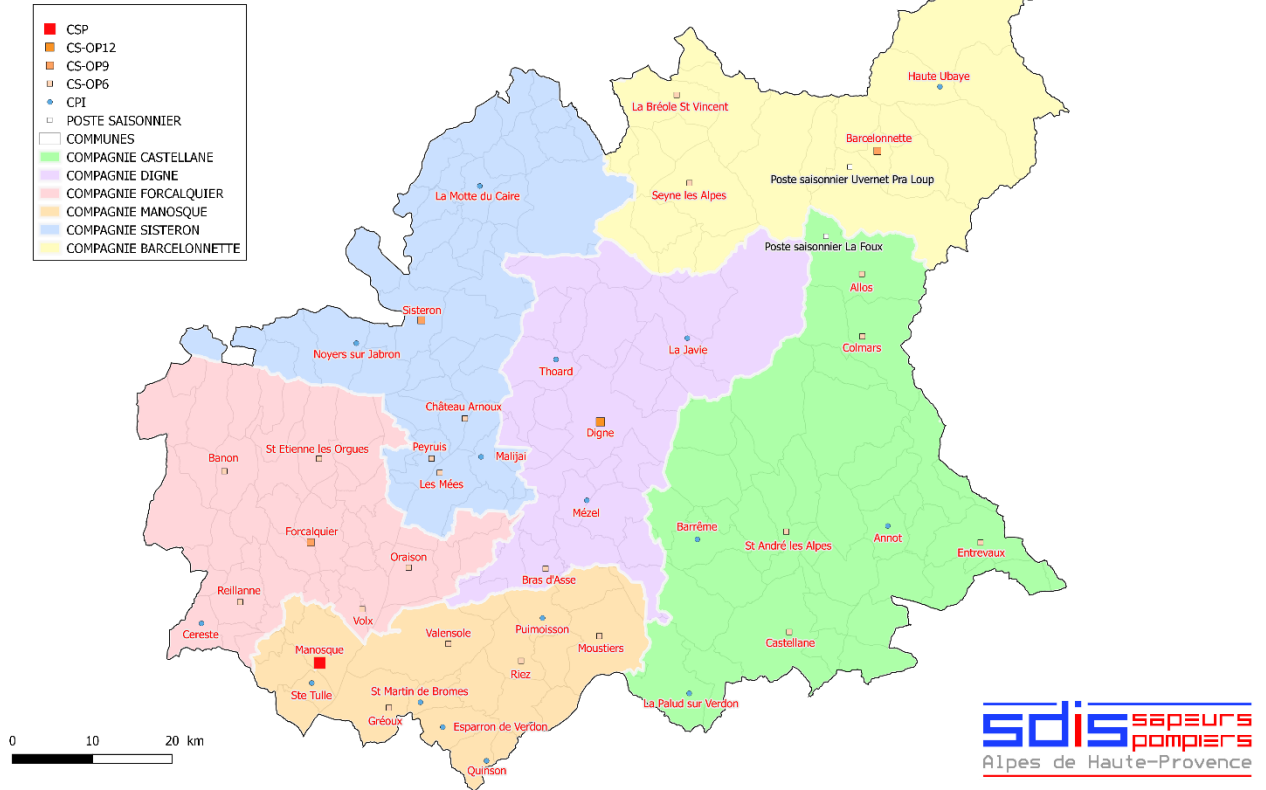 CSP
CS-OP12
CS-OP9
CS-OP6
CPI
POSTE SAISONNIER
COMMUNES
COMPAGNIE CASTELLANE
COMPAGNIE DIGNE
COMPAGNIE FORCALQUIER
COMPAGNIE MANOSQUE
COMPAGNIE SISTERON
COMPAGNIE BARCELONNETTE
Haute Ubaye
La Bréole St Vincent
Barcelonnette
Poste saisonnier Uvernet Pra Loup
La Motte du Caire
Seyne les Alpes
Poste saisonnier La Foux
Allos
Sisteron
Colmars
Noyers sur Jabron
La Javie
Thoard
Château Arnoux
Digne
Peyruis
St Etienne les Orgues
Banon
Malijai
Les Mées
Mézel
Barrême
Forcalquier
St André les Alpes
Annot
Entrevaux
Oraison
Bras d'Asse
Reillanne
Volx
Cereste
Puimoisson
Valensole
Moustiers
Castellane
Manosque
Riez
Ste Tulle
St Martin de Bromes
La Palud sur Verdon
Gréoux
Esparron de Verdon
Quinson
0 10 20 km
sdis sapeurs
pompiers
Alpes de Haute-Provence